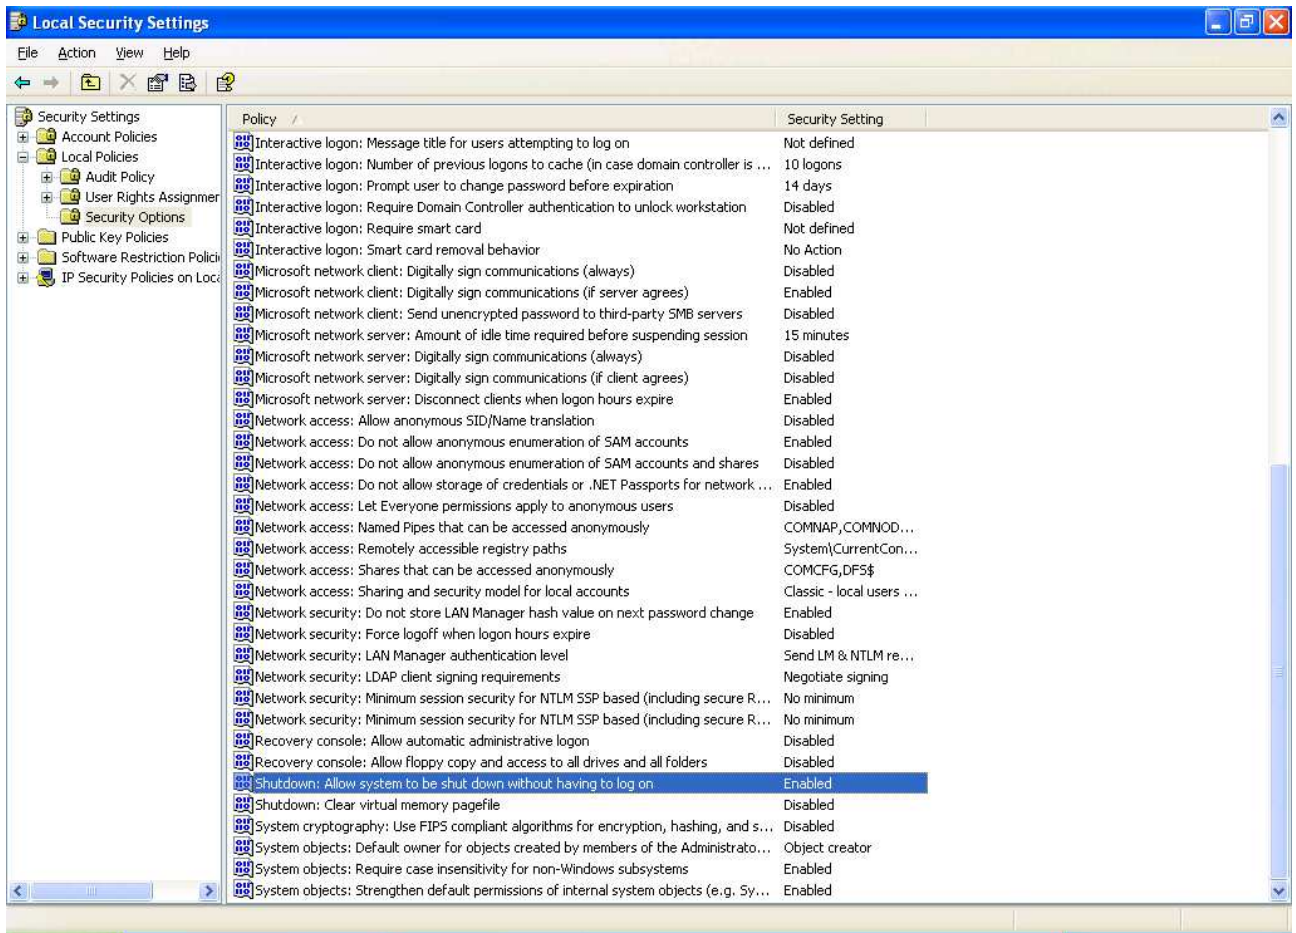 Local Security Settings
File Action View Help
Security Settings
Account Policies
Local Policies
Audit Policy
User Rights Assignmen
Security Options
Public Key Policies
Software Restriction Polici
IP Security Policies on Loca
Policy Security Setting
Interactive logon: Message title for users attempting to log on Not defined
Interactive logon: Number of previous logons to cache (in case domain controller is ... 10 logons
Interactive logon: Prompt user to change password before expiration 14 days
Interactive logon: Require Domain Controller authentication to unlock workstation Disabled
Interactive logon: Require smart card Not defined
Interactive logon: Smart card removal behavior No Action
Microsoft network client: Digitally sign communications (always) Disabled
Microsoft network client: Digitally sign communications (if server agrees) Enabled
Microsoft network client: Send unencrypted password to third-party SMB servers Disabled
Microsoft network server: Amount of idle time required before suspending session 15 minutes
Microsoft network server: Digitally sign communications (always) Disabled
Microsoft network server: Digitally sign communications (if client agrees) Disabled
Microsoft network server: Disconnect clients when logon hours expire Enabled
Network access: Allow anonymous SID/Name translation Disabled
Network access: Do not allow anonymous enumeration of SAM accounts Enabled
Network access: Do not allow anonymous enumeration of SAM accounts and shares Disabled
Network access: Do not allow storage of credentials or .NET Passports for network ... Enabled
Network access: Let Everyone permissions apply to anonymous users Disabled
Network access: Named Pipes that can be accessed anonymously COMNAP,COMNOD...
Network access: Remotely accessible registry paths System\CurrentCon...
Network access: Shares that can be accessed anonymously COMCFG,DFS$
Network access: Sharing and security model for local accounts Classic - local users ...
Network security: Do not store LAN Manager hash value on next password change Enabled
Network security: Force logoff when logon hours expire Disabled
Network security: LAN Manager authentication level Send LM & NTLM re...
Network security: LDAP client signing requirements Negotiate signing
Network security: Minimum session security for NTLM SSP based (including secure R... No minimum
Network security: Minimum session security for NTLM SSP based (including secure R... No minimum
Recovery console: Allow automatic administrative logon Disabled
Recovery console: Allow floppy copy and access to all drives and all folders Disabled
Shutdown: Allow system to be shut down without having to log on Enabled
Shutdown: Clear virtual memory pagefile Disabled
System cryptography: Use FIPS compliant algorithms for encryption, hashing, and s... Disabled
System objects: Default owner for objects created by members of the Administrato... Object creator
System objects: Require case insensitivity for non-Windows subsystems Enabled
System objects: Strengthen default permissions of internal system objects (e.g. Sy... Enabled